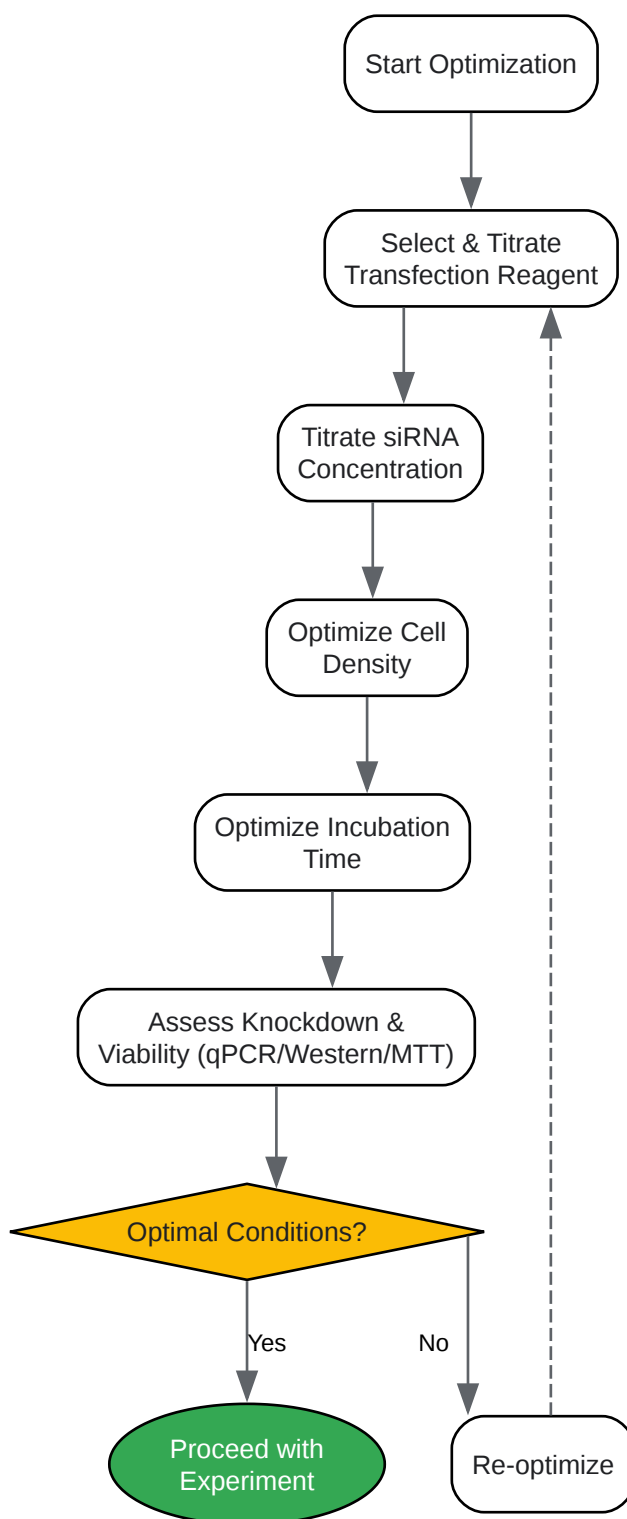 Start Optimization
Select & Titrate
Transfection Reagent
Titrate siRNA
Concentration
Optimize Cell
Density
Optimize Incubation
Time
Assess Knockdown &
Viability (qPCR/Western/MTT)
Optimal Conditions?
Yes
No
Proceed with
Experiment
Re-optimize